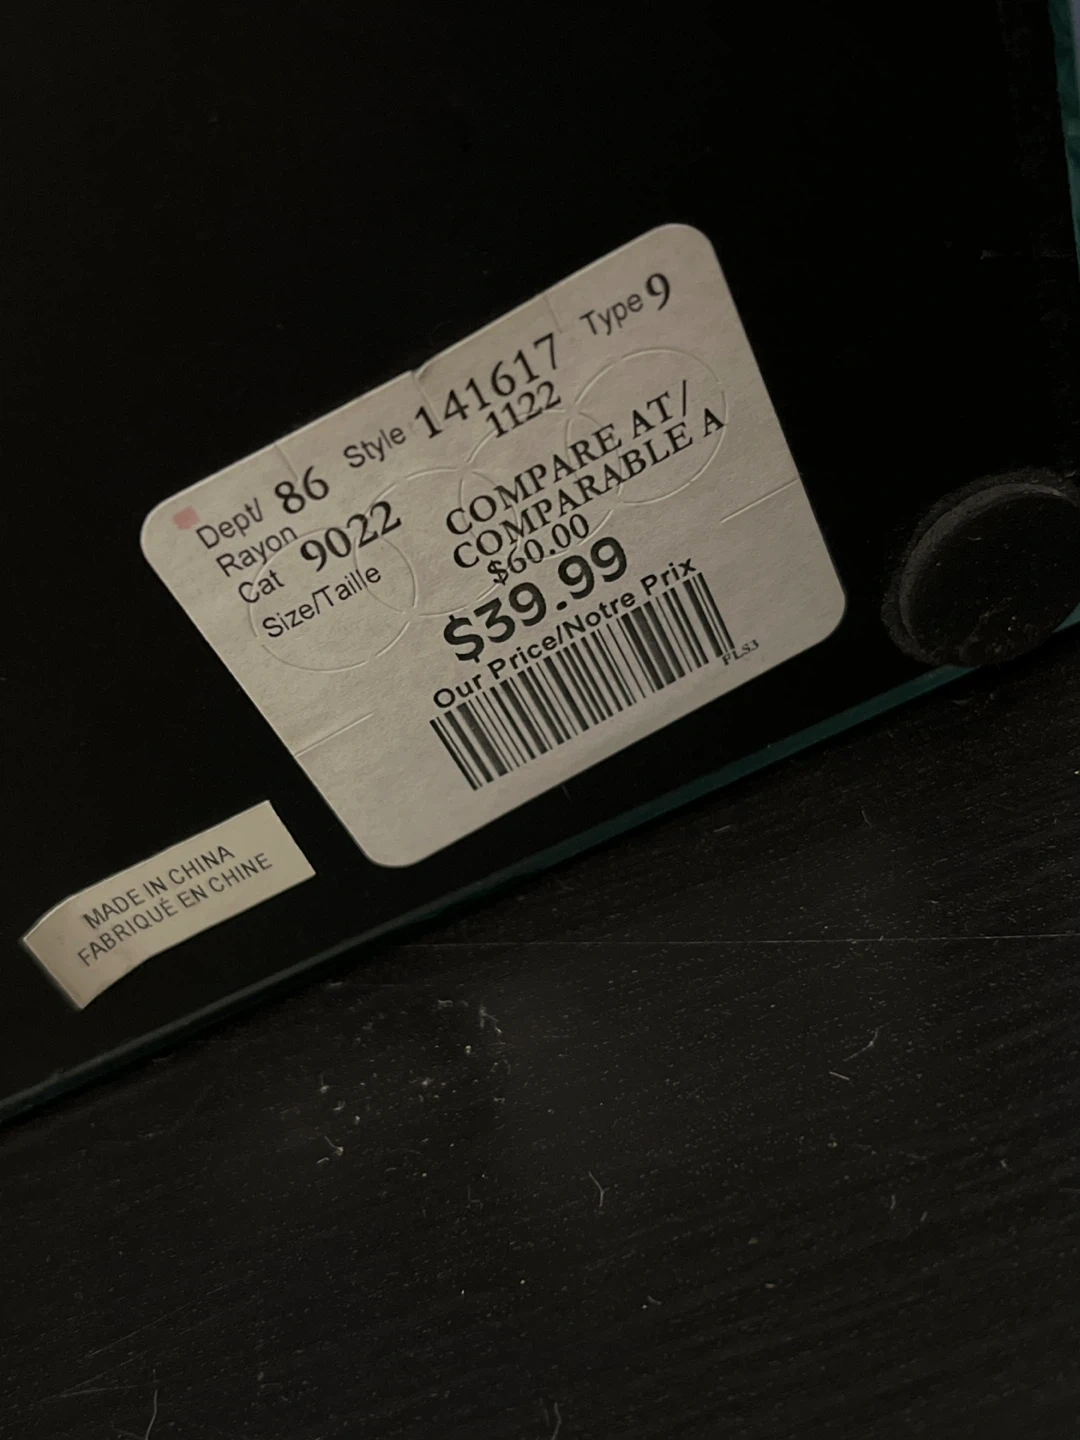 Dept/ 86 Style 141617 Type 9
Rayon 1122
Cat 9022
Size/Taille
COMPARE AT/
COMPARABLE A
$60.00
$39.99
Our Price/Notre Prix
PLS3
MADE IN CHINA
FABRIQUÉ EN CHINE